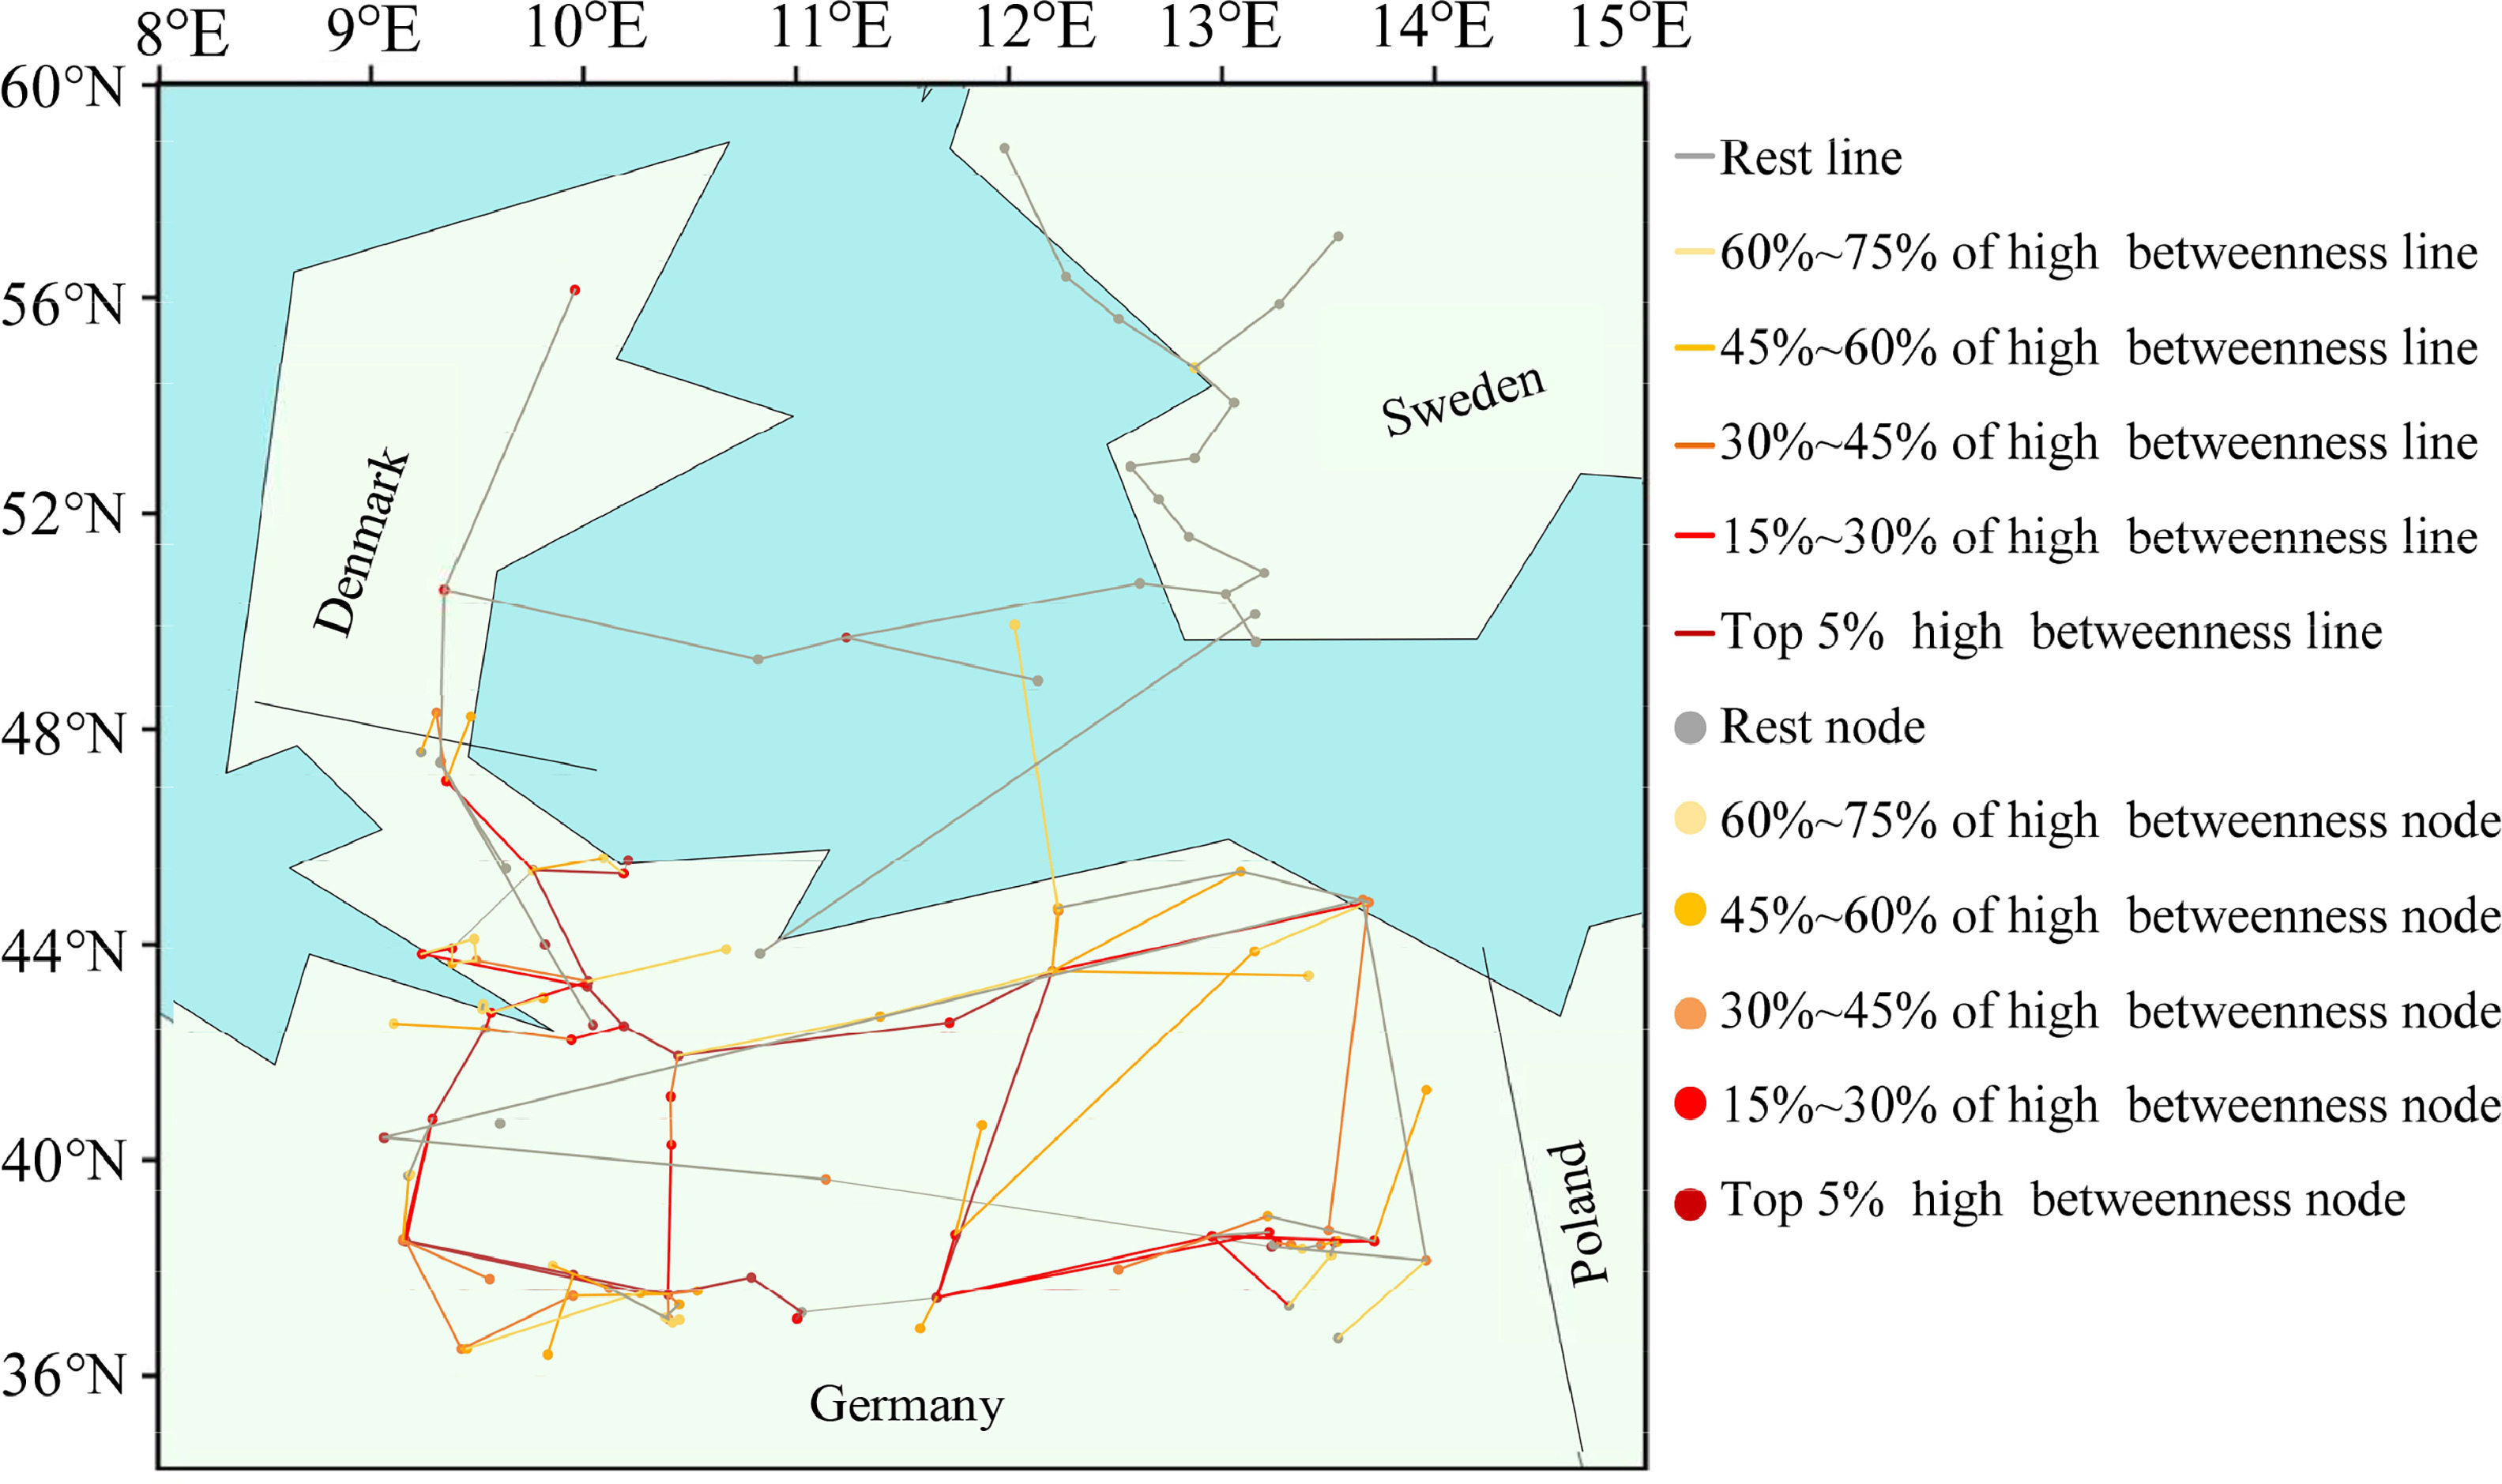 8°E 9°E 10°E 11°E 12°E 13°E 14°E 15°E
60°N
56°N
52°N
48°N
44°N
40°N
36°N
Denmark
Sweden
Poland
Germany
Rest line
60%~75% of high betweenness line
45%~60% of high betweenness line
30%~45% of high betweenness line
15%~30% of high betweenness line
Top 5% high betweenness line
Rest node
60%~75% of high betweenness node
45%~60% of high betweenness node
30%~45% of high betweenness node
15%~30% of high betweenness node
Top 5% high betweenness node